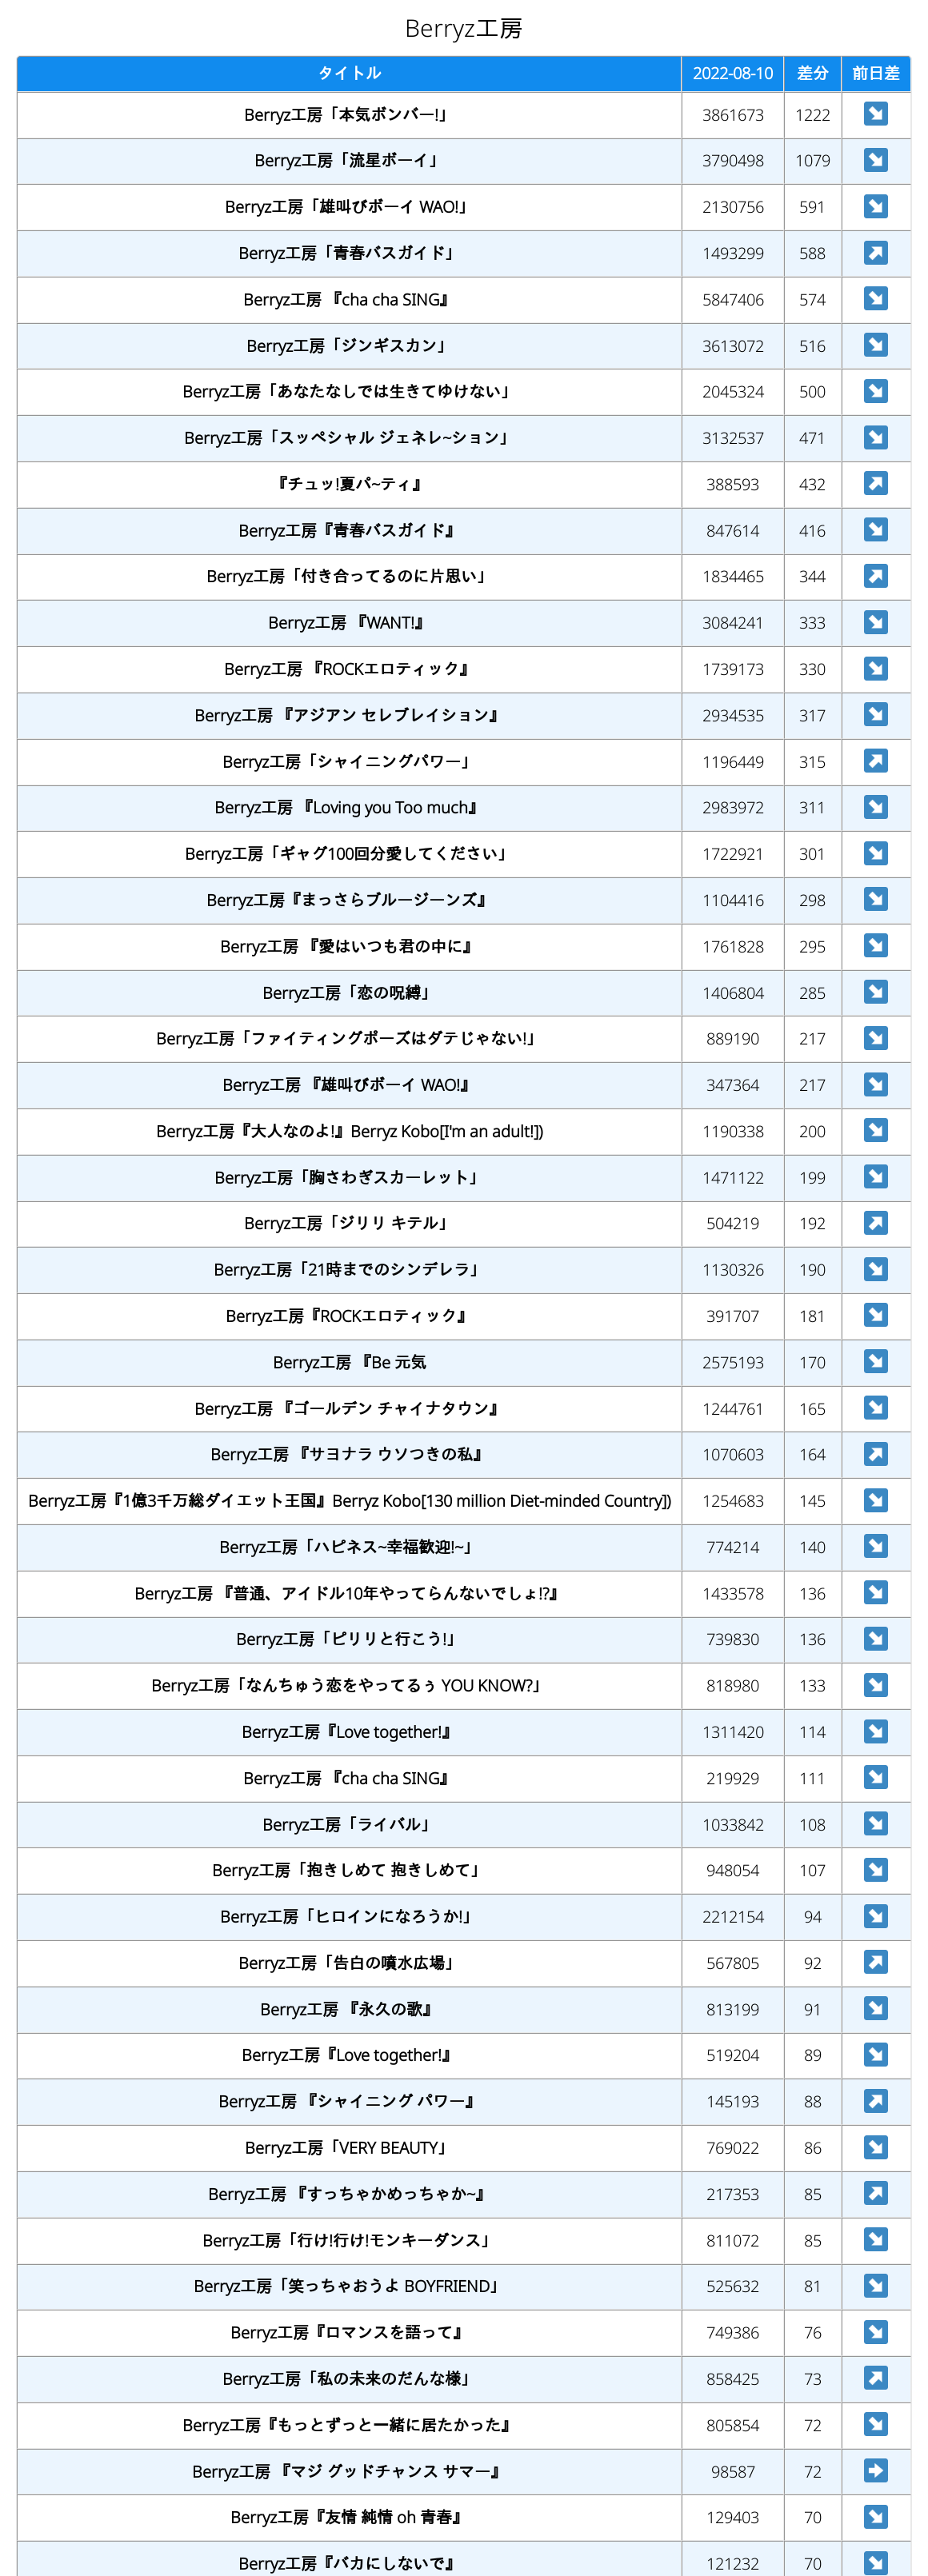 Berryz工房
タイトル 2022-08-10 差分 前日差
Berryz工房「本気ボンバー!」 3861673 1222 ↘
Berryz工房「流星ボーイ」 3790498 1079 ↘
Berryz工房「雄叫びボーイ WAO!」 2130756 591 ↘
Berryz工房「青春バスガイド」 1493299 588 ↗
Berryz工房 『cha cha SING』 5847406 574 ↘
Berryz工房「ジンギスカン」 3613072 516 ↘
Berryz工房「あなたなしでは生きてゆけない」 2045324 500 ↘
Berryz工房「スッペシャル ジェネレ~ション」 3132537 471 ↘
『チュッ!夏パ~ティ』 388593 432 ↗
Berryz工房『青春バスガイド』 847614 416 ↘
Berryz工房「付き合ってるのに片思い」 1834465 344 ↗
Berryz工房 『WANT!』 3084241 333 ↘
Berryz工房 『ROCKエロティック』 1739173 330 ↘
Berryz工房 『アジアン セレブレイション』 2934535 317 ↘
Berryz工房「シャイニングパワー」 1196449 315 ↗
Berryz工房 『Loving you Too much』 2983972 311 ↘
Berryz工房「ギャグ100回分愛してください」 1722921 301 ↘
Berryz工房『まっさらブルージーンズ』 1104416 298 ↘
Berryz工房 『愛はいつも君の中に』 1761828 295 ↘
Berryz工房「恋の呪縛」 1406804 285 ↘
Berryz工房「ファイティングポーズはダテじゃない!」 889190 217 ↘
Berryz工房 『雄叫びボーイ WAO!』 347364 217 ↘
Berryz工房『大人なのよ!』Berryz Kobo[I'm an adult!]) 1190338 200 ↘
Berryz工房「胸さわぎスカーレット」 1471122 199 ↘
Berryz工房「ジリリ キテル」 504219 192 ↗
Berryz工房「21時までのシンデレラ」 1130326 190 ↘
Berryz工房『ROCKエロティック』 391707 181 ↘
Berryz工房 『Be 元気 2575193 170 ↘
Berryz工房 『ゴールデン チャイナタウン』 1244761 165 ↘
Berryz工房 『サヨナラ ウソつきの私』 1070603 164 ↗
Berryz工房『1億3千万総ダイエット王国』Berryz Kobo[130 million Diet-minded Country]) 1254683 145 ↘
Berryz工房「ハピネス~幸福歓迎!~」 774214 140 ↘
Berryz工房 『普通、アイドル10年やってらんないでしょ!?』 1433578 136 ↘
Berryz工房「ピリリと行こう!」 739830 136 ↘
Berryz工房「なんちゅう恋をやってるぅ YOU KNOW?」 818980 133 ↘
Berryz工房『Love together!』 1311420 114 ↘
Berryz工房 『cha cha SING』 219929 111 ↘
Berryz工房「ライバル」 1033842 108 ↘
Berryz工房「抱きしめて 抱きしめて」 948054 107 ↘
Berryz工房「ヒロインになろうか!」 2212154 94 ↘
Berryz工房「告白の噴水広場」 567805 92 ↗
Berryz工房 『永久の歌』 813199 91 ↘
Berryz工房『Love together!』 519204 89 ↘
Berryz工房 『シャイニング パワー』 145193 88 ↗
Berryz工房「VERY BEAUTY」 769022 86 ↘
Berryz工房 『すっちゃかめっちゃか~』 217353 85 ↗
Berryz工房「行け!行け!モンキーダンス」 811072 85 ↘
Berryz工房「笑っちゃおうよ BOYFRIEND」 525632 81 ↘
Berryz工房『ロマンスを語って』 749386 76 ↘
Berryz工房「私の未来のだんな様」 858425 73 ↗
Berryz工房『もっとずっと一緒に居たかった』 805854 72 ↘
Berryz工房 『マジ グッドチャンス サマー』 98587 72 ➡
Berryz工房『友情 純情 oh 青春』 129403 70 ↘
Berryz工房『バカにしないで』 121232 70 ↘